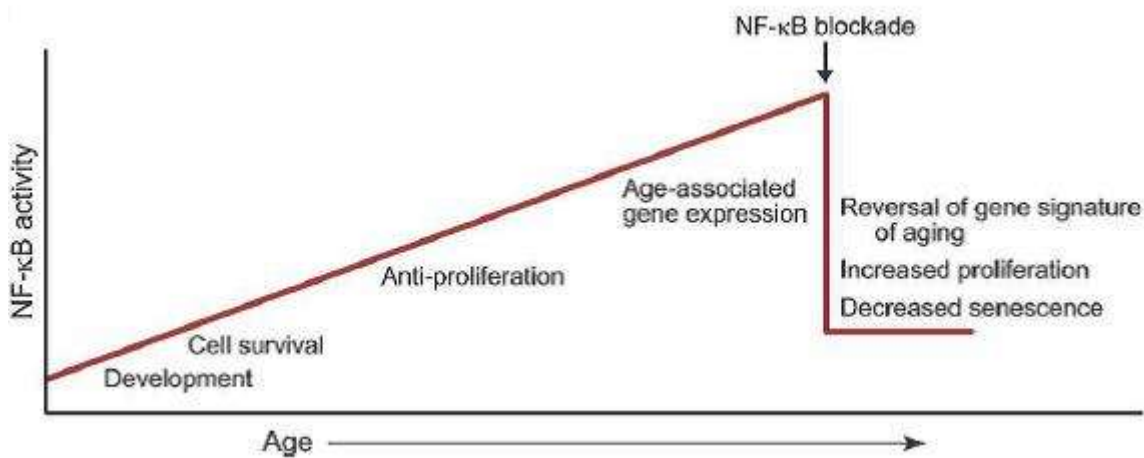 NF-κB blockade
NF-κB activity
Age-associated
gene expression
Reversal of gene signature
of aging
Anti-proliferation
Increased proliferation
Decreased senescence
Cell survival
Development
Age